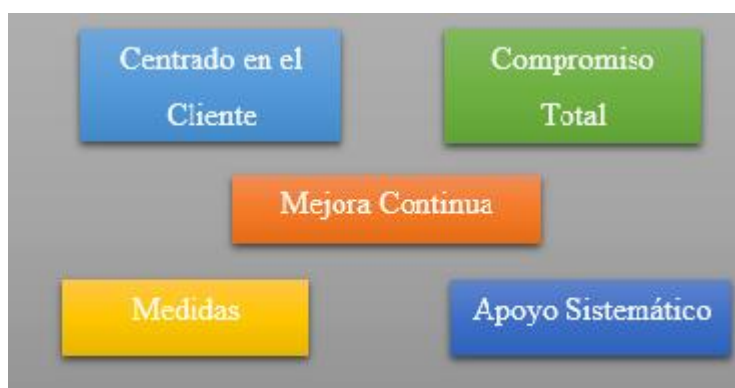 Centrado en el
Cliente
Compromiso
Total
Mejora Continua
Medidas
Apoyo Sistemático